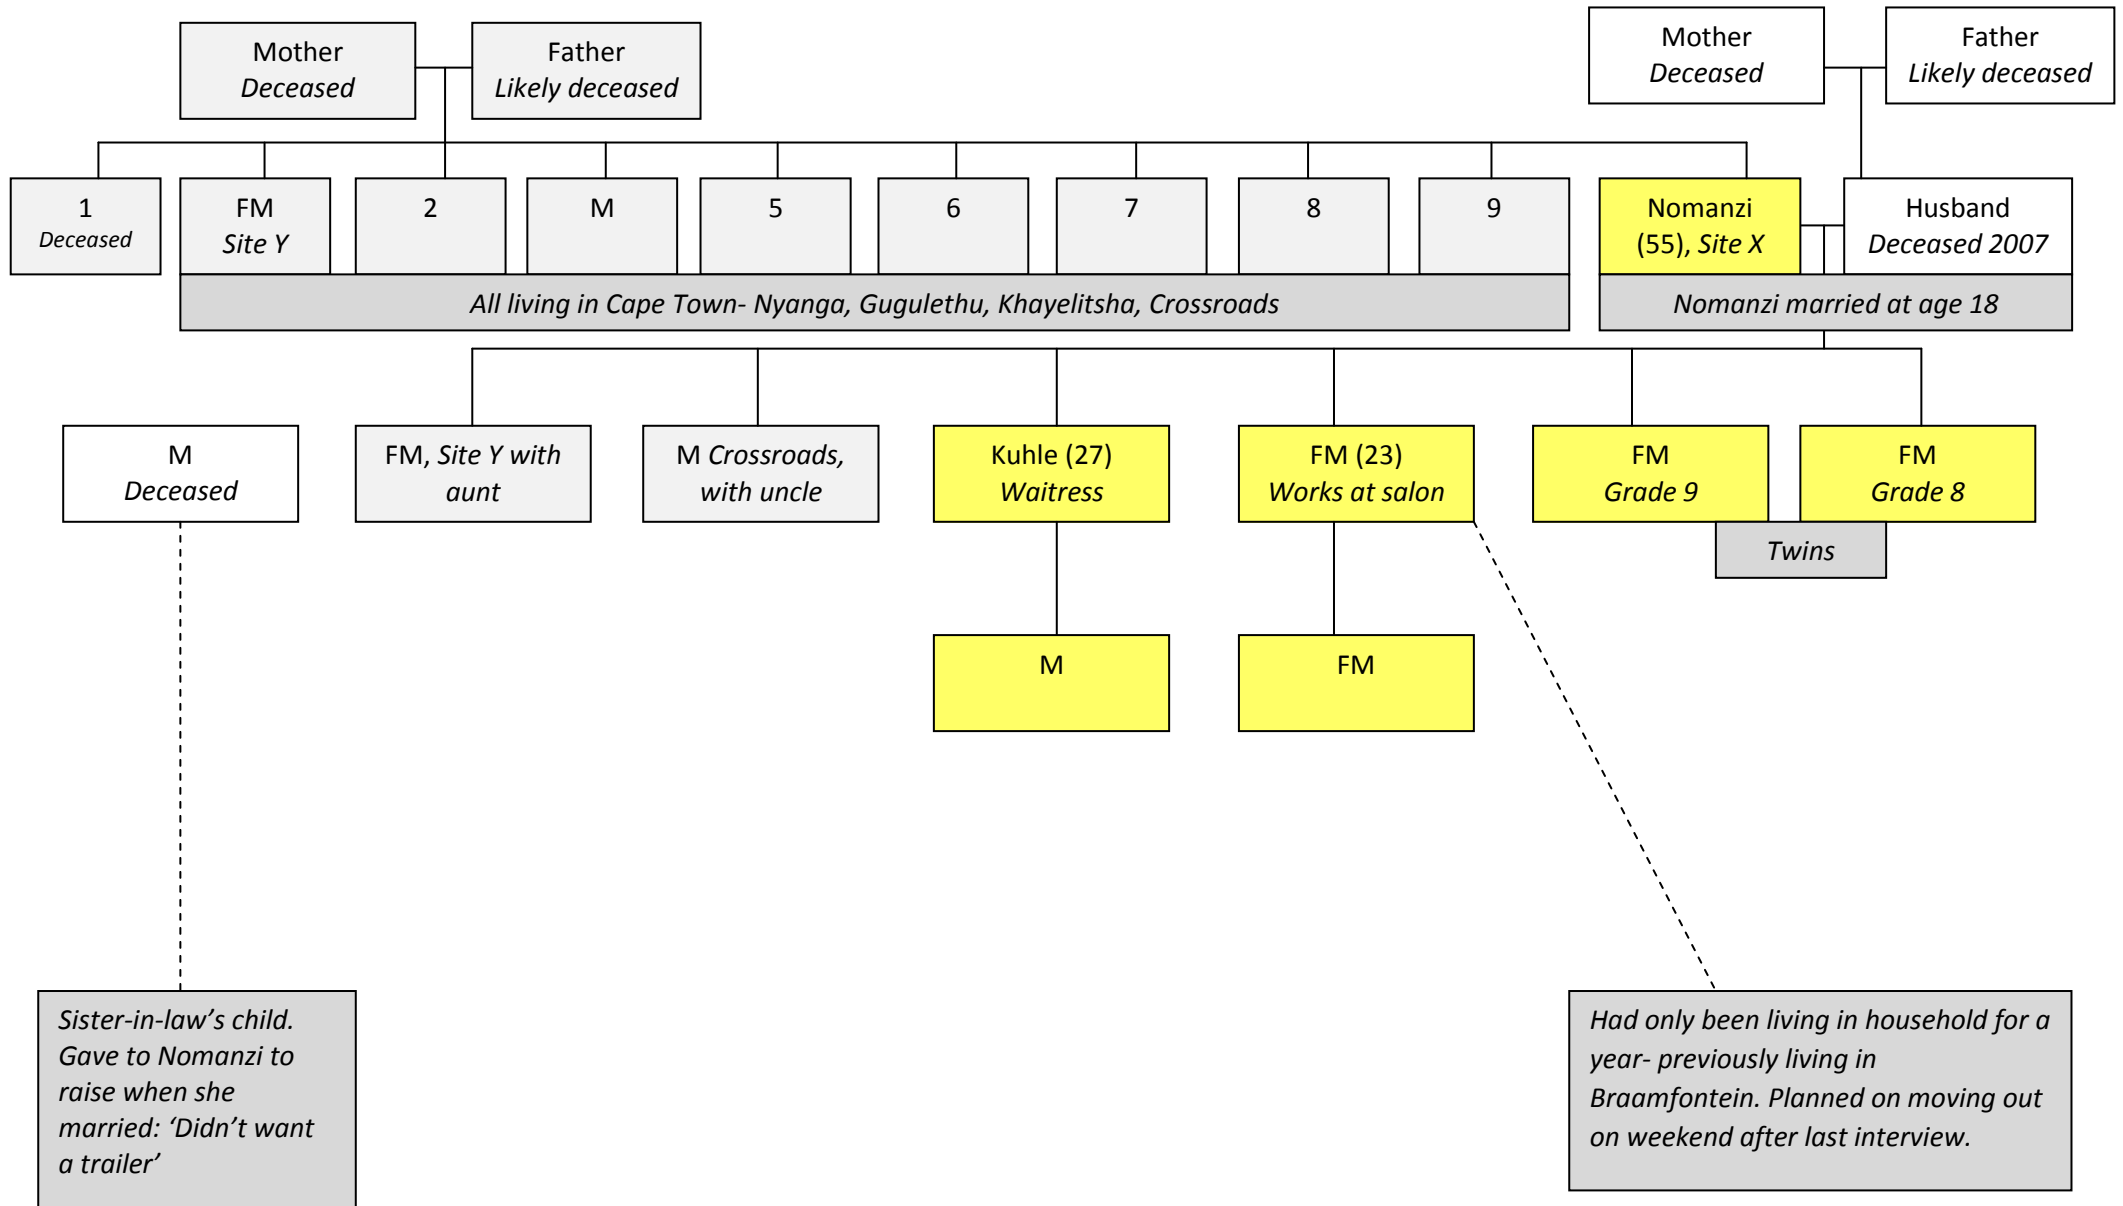 Mother
Deceased
Father
Likely deceased
Mother
Deceased
Father
Likely deceased
1
Deceased
FM
Site Y
2
M
5
6
7
8
9
Nomanzi
(55), Site X
Husband
Deceased 2007
All living in Cape Town- Nyanga, Gugulethu, Khayelitsha, Crossroads
Nomanzi married at age 18
M
Deceased
FM, Site Y with
aunt
M Crossroads,
with uncle
Kuhle (27)
Waitress
FM (23)
Works at salon
FM
Grade 9
FM
Grade 8
Twins
M
FM
Sister-in-law’s child.
Gave to Nomanzi to
raise when she
married: ‘Didn’t want
a trailer’
Had only been living in household for a
year- previously living in
Braamfontein. Planned on moving out
on weekend after last interview.